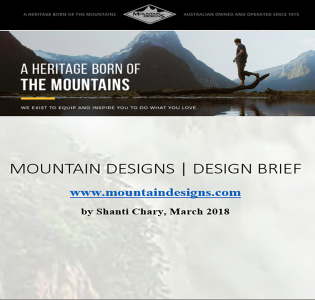 A HERITAGE BORN OF THE MOUNTAINS
MOUNTAIN DESIGNS
AUSTRALIAN OWNED AND OPERATED SINCE 1975
A HERITAGE BORN OF
THE MOUNTAINS
WE EXIST TO EQUIP AND INSPIRE YOU TO DO WHAT YOU LOVE.
MOUNTAIN DESIGNS | DESIGN BRIEF
www.mountaindesigns.com
by Shanti Chary, March 2018